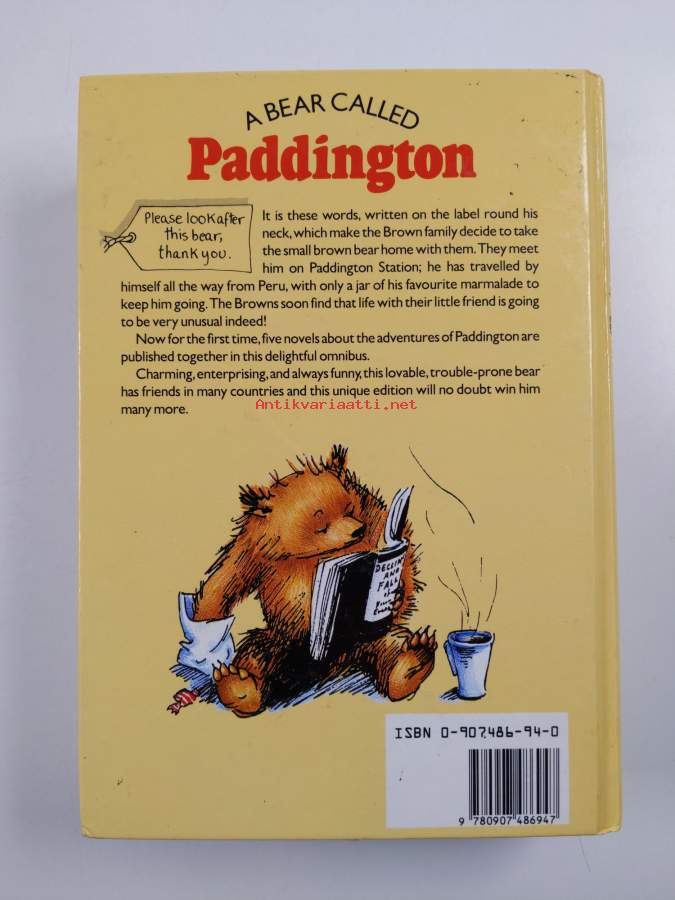 A BEAR CALLED
Paddington
Please look after
this bear,
thank you.
It is these words, written on the label round his
neck, which make the Brown family decide to take
the small brown bear home with them. They meet
him on Paddington Station; he has travelled by
himself all the way from Peru, with only a jar of his favourite marmalade to
keep him going. The Browns soon find that life with their little friend is going
to be very unusual indeed!
Now for the first time, five novels about the adventures of Paddington are
published together in this delightful omnibus.
Charming, enterprising, and always funny, this lovable, trouble-prone bear
has friends in many countries and this unique edition will no doubt win him
many more.
Antikvariaatti.net
DECLINE
AND
FALL
ISBN 0-907486-94-0
9 780907 486947